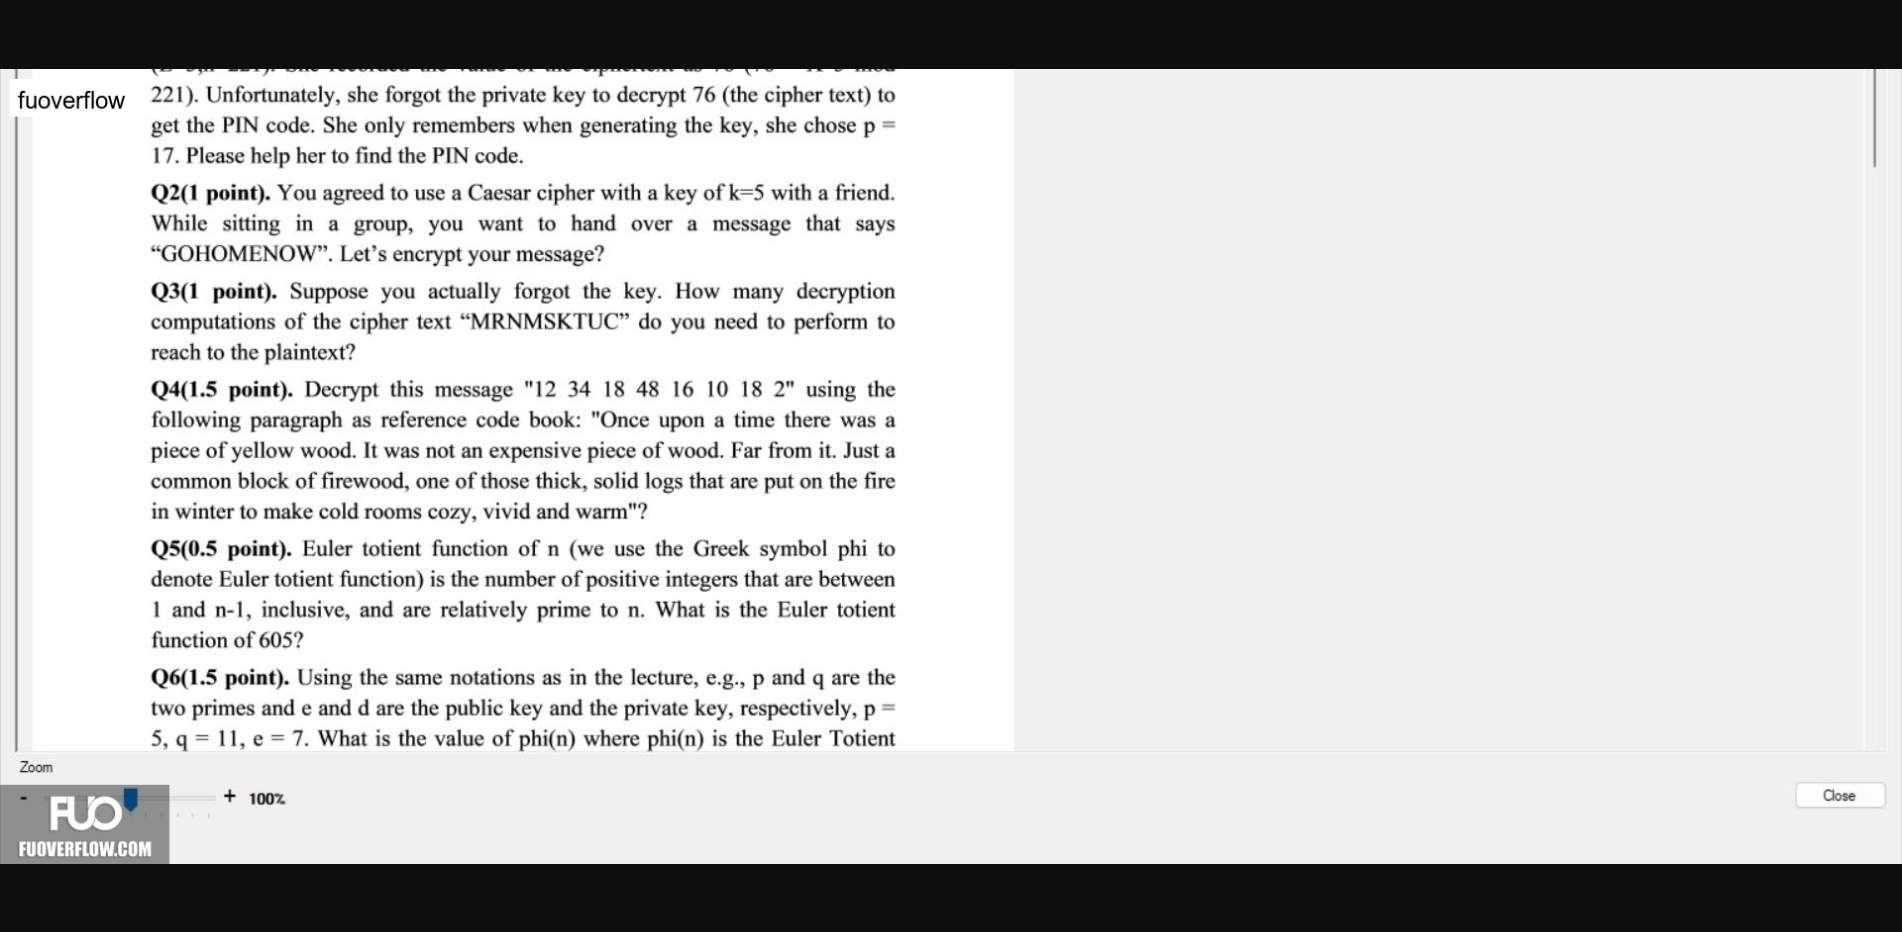 fuoverflow
221). Unfortunately, she forgot the private key to decrypt 76 (the cipher text) to
get the PIN code. She only remembers when generating the key, she chose p =
17. Please help her to find the PIN code.
Q2(1 point). You agreed to use a Caesar cipher with a key of k=5 with a friend.
While sitting in a group, you want to hand over a message that says
“GOHOMENOW”. Let’s encrypt your message?
Q3(1 point). Suppose you actually forgot the key. How many decryption
computations of the cipher text “MRNMSKTUC” do you need to perform to
reach to the plaintext?
Q4(1.5 point). Decrypt this message "12 34 18 48 16 10 18 2" using the
following paragraph as reference code book: "Once upon a time there was a
piece of yellow wood. It was not an expensive piece of wood. Far from it. Just a
common block of firewood, one of those thick, solid logs that are put on the fire
in winter to make cold rooms cozy, vivid and warm"?
Q5(0.5 point). Euler totient function of n (we use the Greek symbol phi to
denote Euler totient function) is the number of positive integers that are between
1 and n-1, inclusive, and are relatively prime to n. What is the Euler totient
function of 605?
Q6(1.5 point). Using the same notations as in the lecture, e.g., p and q are the
two primes and e and d are the public key and the private key, respectively, p =
5, q = 11, e = 7. What is the value of phi(n) where phi(n) is the Euler Totient
Zoom
- + 100%
Close
FUO
FUOVERFLOW.COM